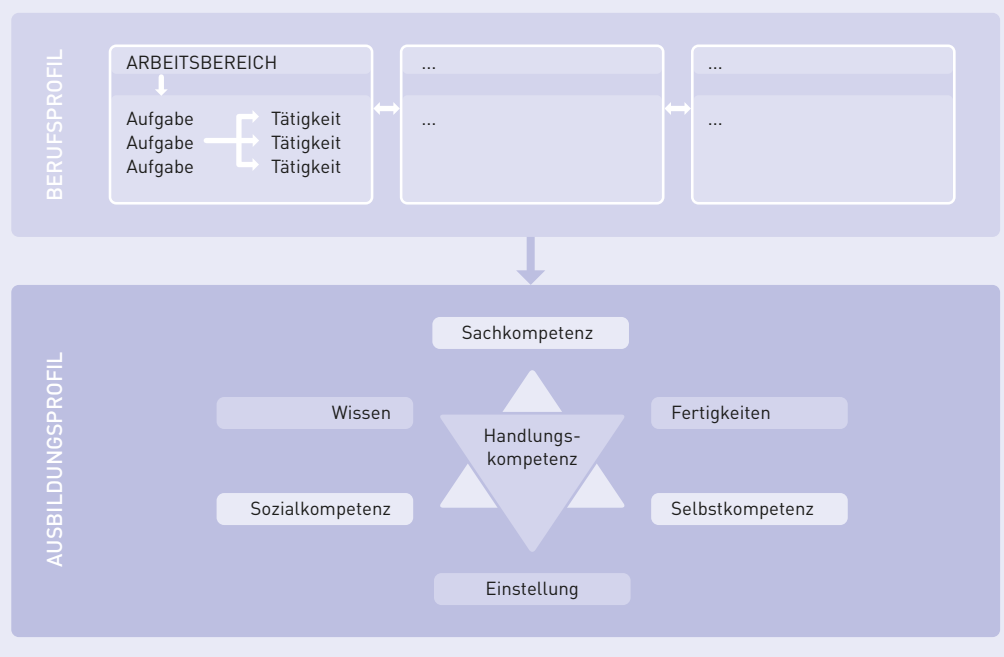 BERUFSPROFIL
ARBEITSBEREICH
Aufgabe Tätigkeit
Aufgabe Tätigkeit
Aufgabe Tätigkeit
...
...
...
...
AUSBILDUNGSPROFIL
Sachkompetenz
Wissen
Fertigkeiten
Handlungs-
kompetenz
Sozialkompetenz
Selbstkompetenz
Einstellung